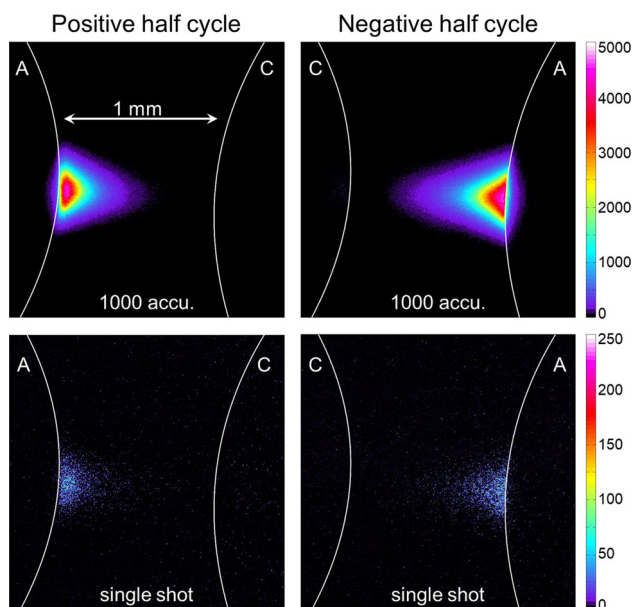 Positive half cycle
Negative half cycle
A
C
C
A
1 mm
1000 accu.
1000 accu.
5000
4000
3000
2000
1000
0
A
C
C
A
single shot
single shot
250
200
150
100
50
0